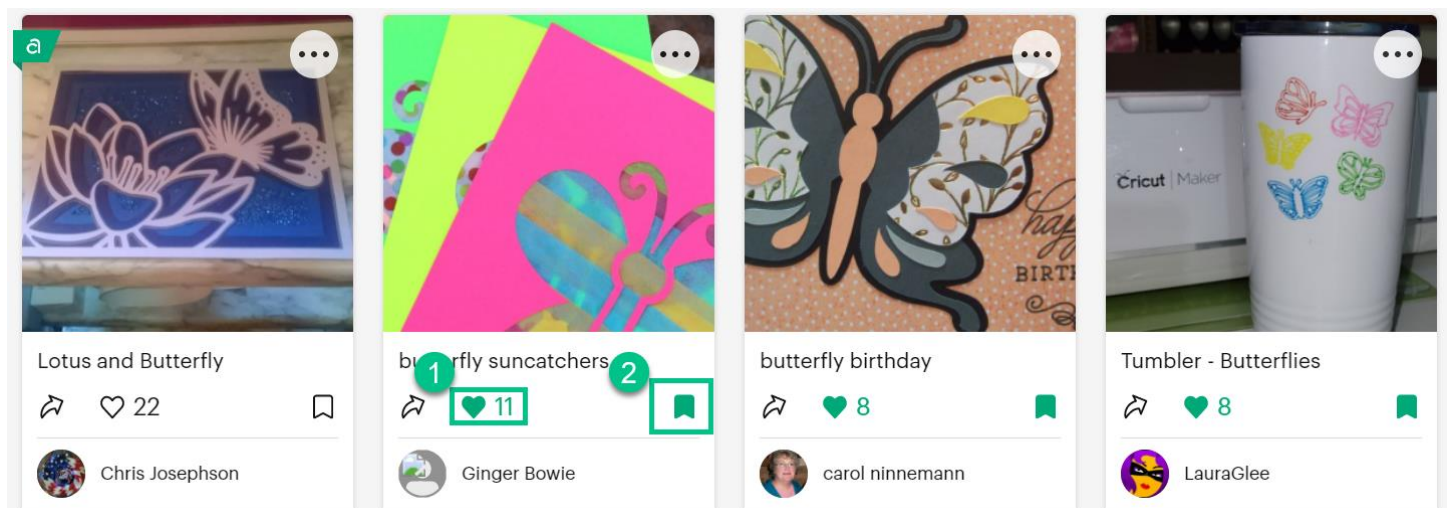 a
happy
BIRTH
Cricut | Maker
Lotus and Butterfly
butterfly suncatchers
butterfly birthday
Tumbler - Butterflies
22
1
11
2
8
8
Chris Josephson
Ginger Bowie
carol ninnemann
LauraGlee